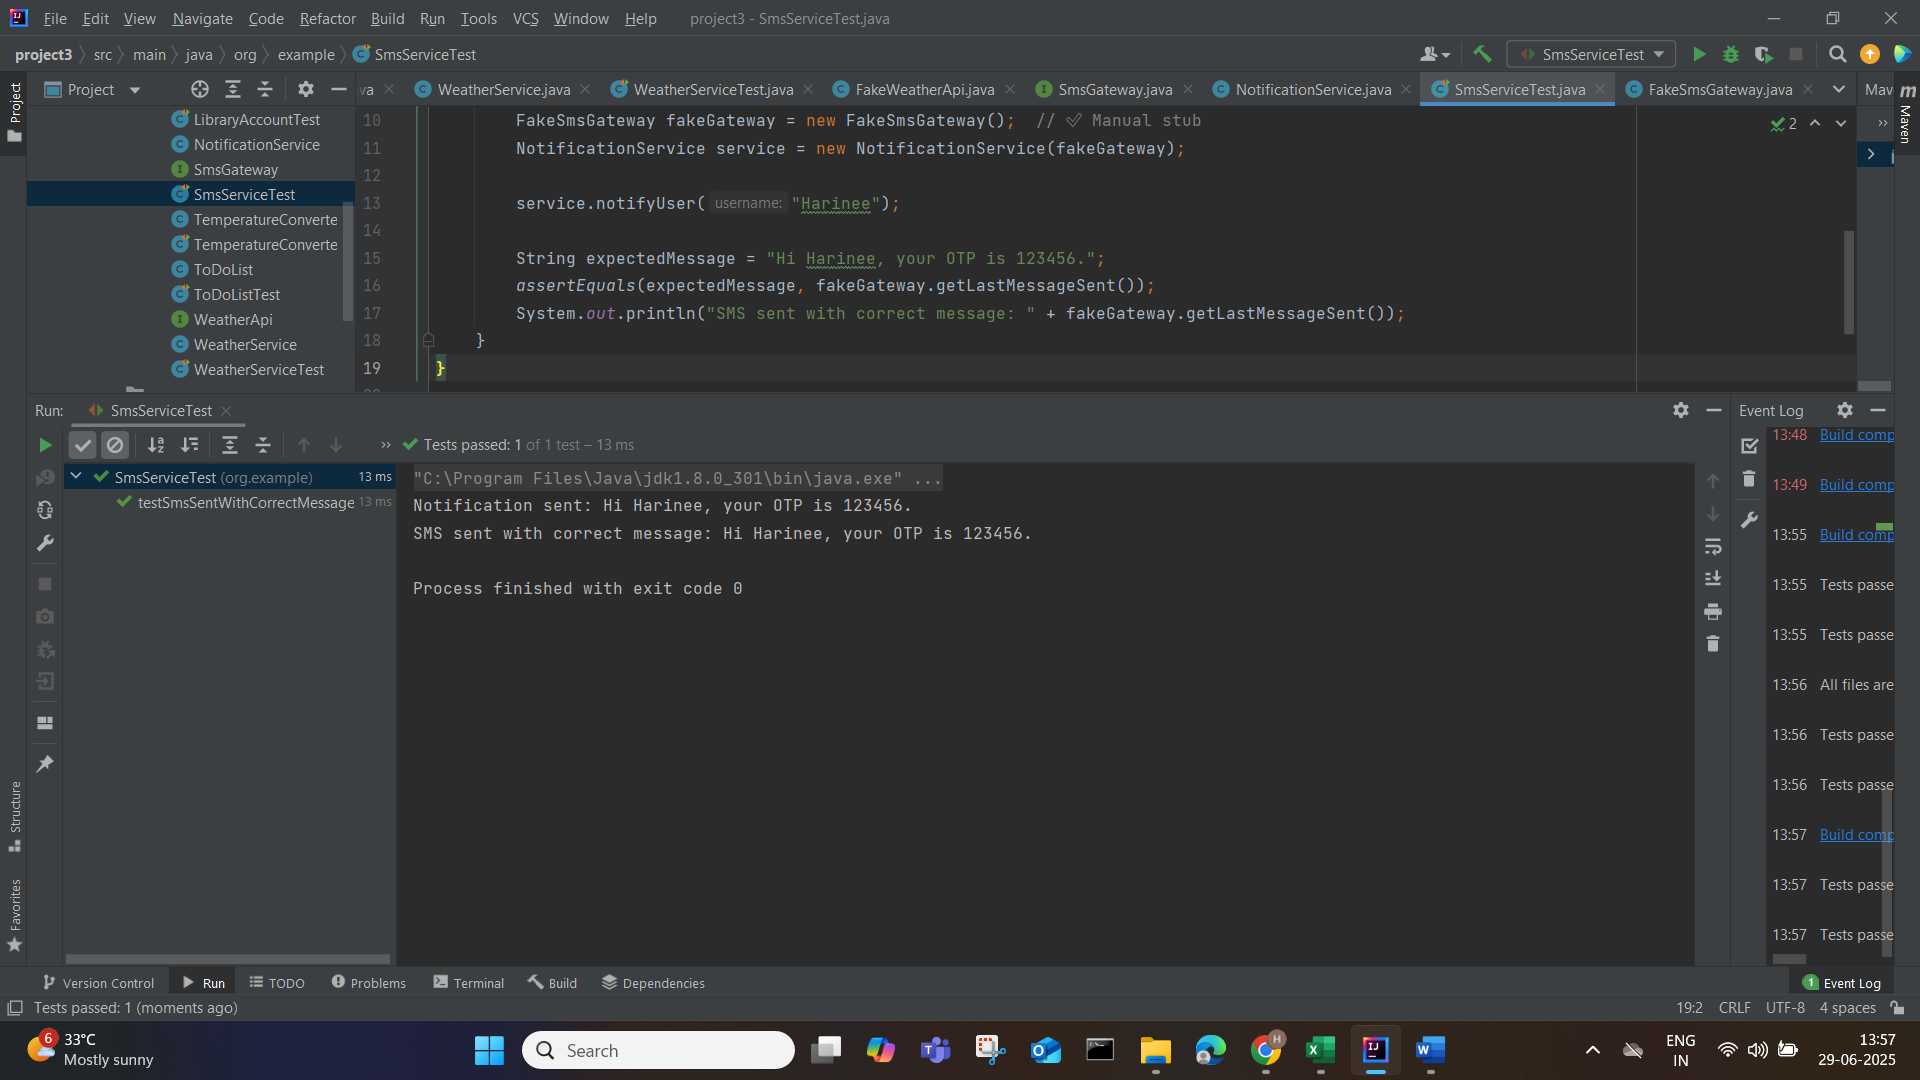 File Edit View Navigate Code Refactor Build Run Tools VCS Window Help project3 - SmsServiceTest.java
project3 src main java org example SmsServiceTest
SmsServiceTest
Project
va WeatherService.java WeatherServiceTest.java FakeWeatherApi.java SmsGateway.java NotificationService.java SmsServiceTest.java FakeSmsGateway.java Mav
Project
Maven
LibraryAccountTest
NotificationService
SmsGateway
SmsServiceTest
TemperatureConverte
TemperatureConverte
ToDoList
ToDoListTest
WeatherApi
WeatherService
WeatherServiceTest
10 FakeSmsGateway fakeGateway = new FakeSmsGateway(); // ✅ Manual stub
2
11 NotificationService service = new NotificationService(fakeGateway);
12
13 service.notifyUser( username: "Harinee");
14
15 String expectedMessage = "Hi Harinee, your OTP is 123456.";
16 assertEquals(expectedMessage, fakeGateway.getLastMessageSent());
17 System.out.println("SMS sent with correct message: " + fakeGateway.getLastMessageSent());
18 }
19 }
Run: SmsServiceTest
Tests passed: 1 of 1 test – 13 ms
SmsServiceTest (org.example) 13 ms
testSmsSentWithCorrectMessage 13 ms
"C:\Program Files\Java\jdk1.8.0_301\bin\java.exe" ...
Notification sent: Hi Harinee, your OTP is 123456.
SMS sent with correct message: Hi Harinee, your OTP is 123456.
Process finished with exit code 0
Event Log
13:48 Build comp
13:49 Build comp
13:55 Build comp
13:55 Tests passe
13:55 Tests passe
13:56 All files are
13:56 Tests passe
13:56 Tests passe
13:57 Build comp
13:57 Tests passe
13:57 Tests passe
Structure
Favorites
Version Control Run TODO Problems Terminal Build Dependencies 1 Event Log
Tests passed: 1 (moments ago) 19:2 CRLF UTF-8 4 spaces
6 33°C
Mostly sunny
Search
H
ENG
IN
13:57
29-06-2025